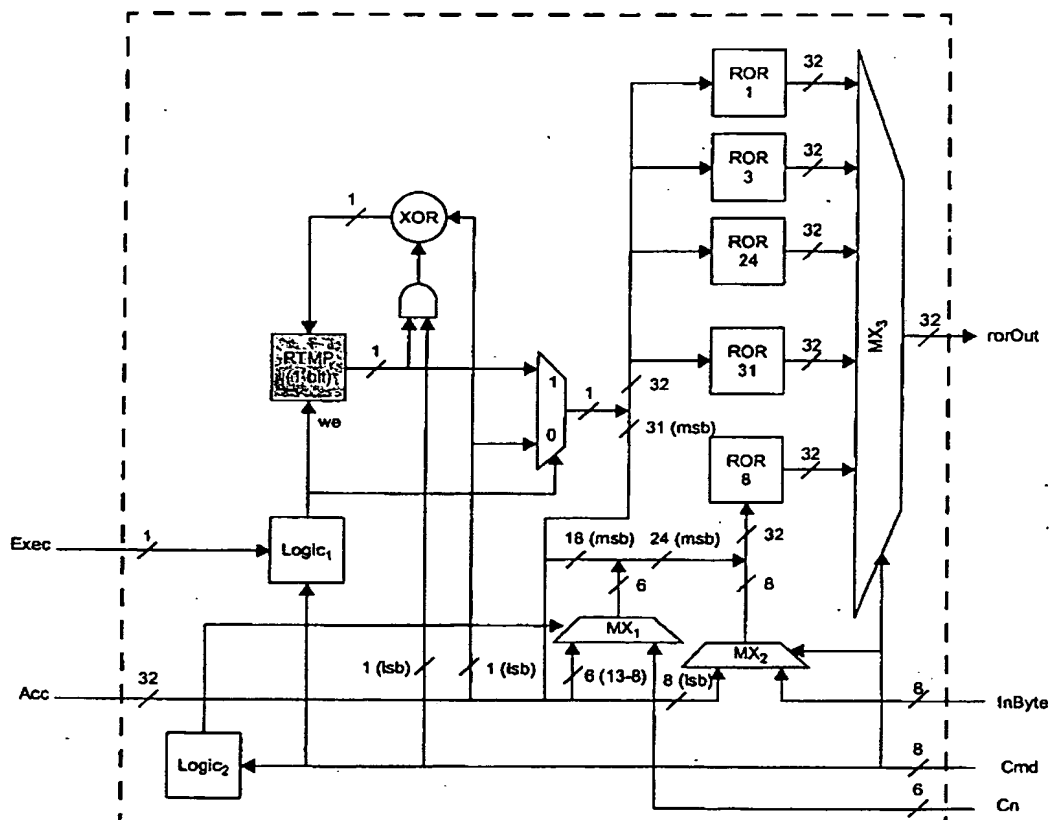 ROR
1
32
ROR
3
32
ROR
24
32
ROR
31
32
ROR
8
32
MX3
32
rorOut
1
XOR
RTMP
(1-bit)
1
we
1
0
1
32
31 (msb)
Exec
1
Logic1
18 (msb)
24 (msb)
32
6
8
MX1
MX2
1 (lsb)
1 (lsb)
6 (13-8)
8 (lsb)
Acc
32
8
InByte
Logic2
8
Cmd
6
Cn